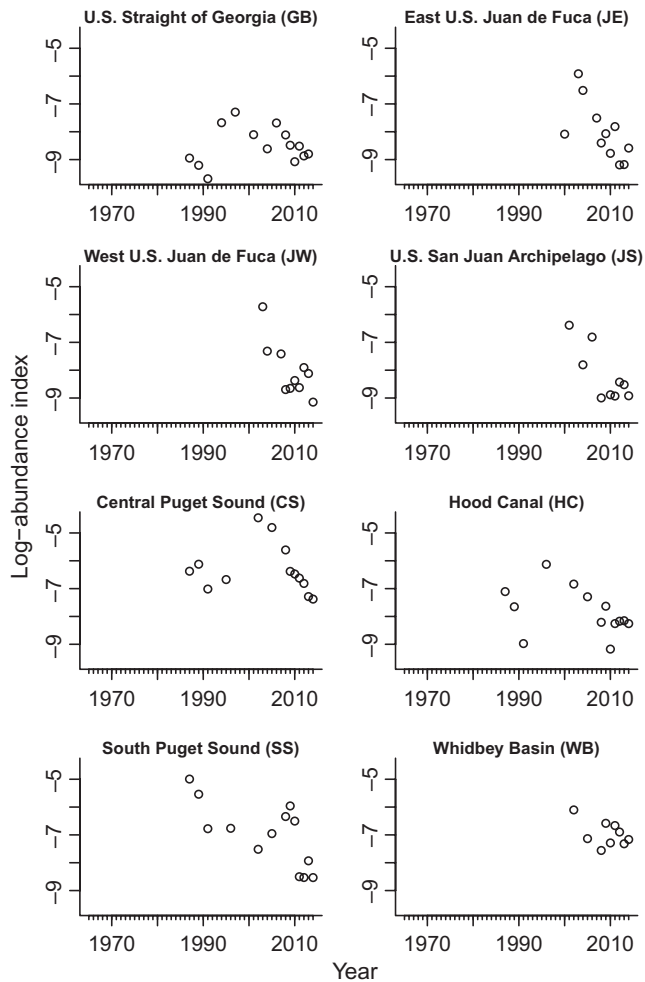 U.S. Straight of Georgia (GB)
−5
−7
−9
1970 1990 2010
East U.S. Juan de Fuca (JE)
−5
−7
−9
1970 1990 2010
West U.S. Juan de Fuca (JW)
−5
−7
−9
1970 1990 2010
U.S. San Juan Archipelago (JS)
−5
−7
−9
1970 1990 2010
Log−abundance index
Central Puget Sound (CS)
−5
−7
−9
1970 1990 2010
Hood Canal (HC)
−5
−7
−9
1970 1990 2010
South Puget Sound (SS)
−5
−7
−9
1970 1990 2010
Whidbey Basin (WB)
−5
−7
−9
1970 1990 2010
Year